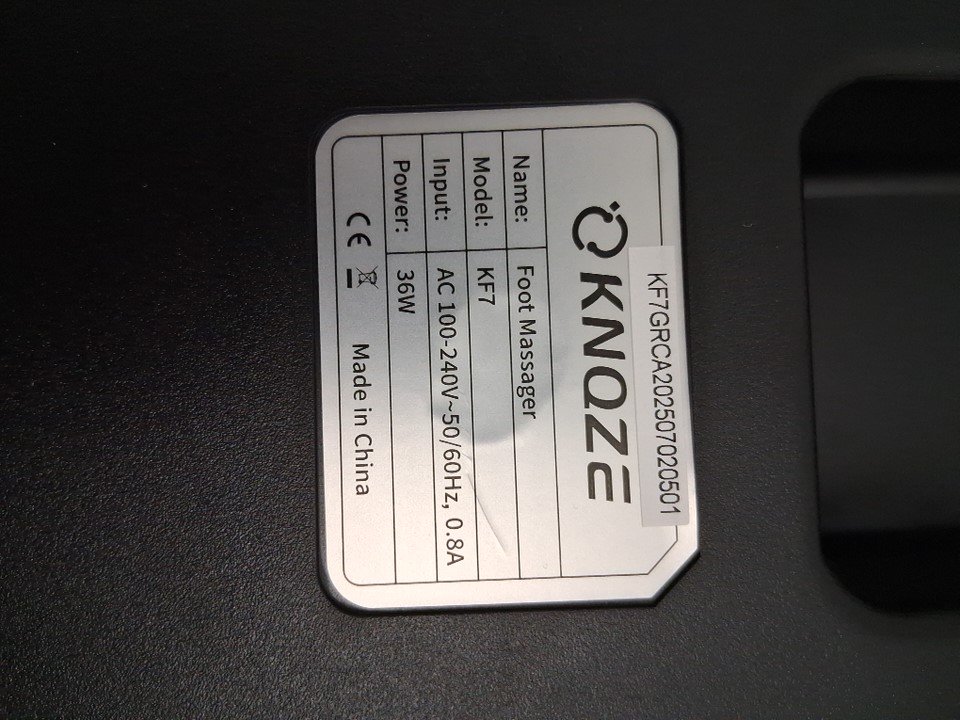 KF7GRCA202507020501
KNQZE
Name: Foot Massager
Model: KF7
Input: AC 100-240V~50/60Hz, 0.8A
Power: 36W
CE Made in China